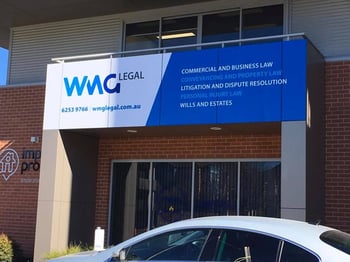 WMG LEGAL
6253 9766 wmglegal.com.au
COMMERCIAL AND BUSINESS LAW
CONVEYANCING AND PROPERTY LAW
LITIGATION AND DISPUTE RESOLUTION
PERSONAL INJURY LAW
WILLS AND ESTATES